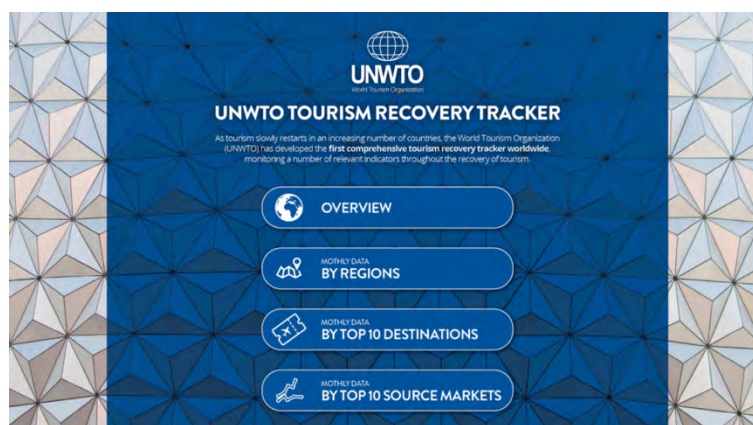 UNWTO
World Tourism Organization
UNWTO TOURISM RECOVERY TRACKER
As tourism slowly restarts in an increasing number of countries, the World Tourism Organization
(UNWTO) has developed the first comprehensive tourism recovery tracker worldwide,
monitoring a number of relevant indicators throughout the recovery of tourism.
OVERVIEW
MOTHLY DATA
BY REGIONS
MOTHLY DATA
BY TOP 10 DESTINATIONS
MOTHLY DATA
BY TOP 10 SOURCE MARKETS